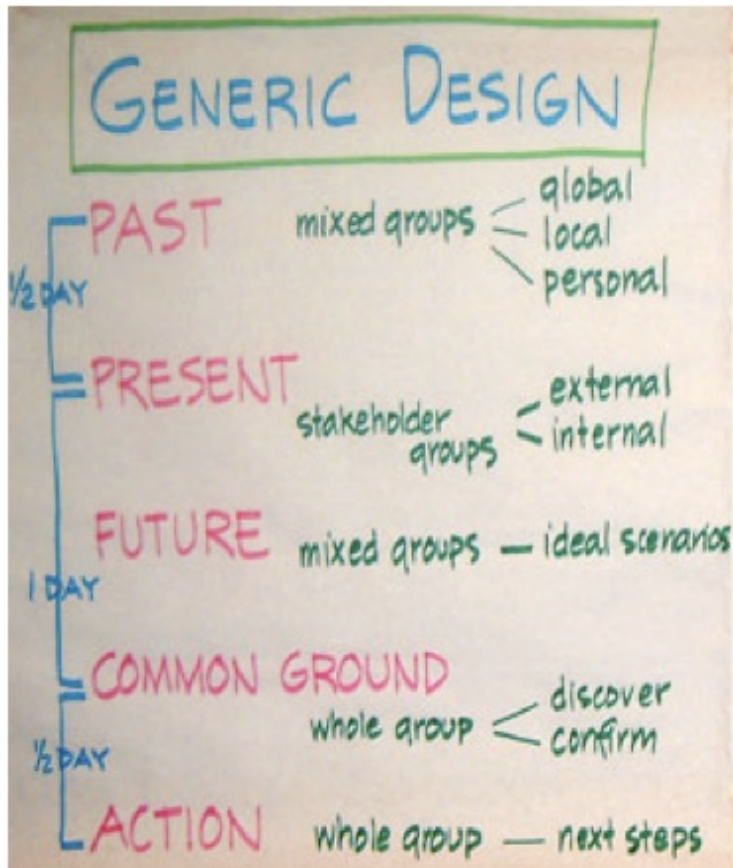 GENERIC DESIGN
PAST mixed groups global
local
personal
1/2 DAY
PRESENT
stakeholder groups external
internal
FUTURE mixed groups — ideal scenarios
1 DAY
COMMON GROUND
whole group discover
confirm
1/2 DAY
ACTION whole group — next steps